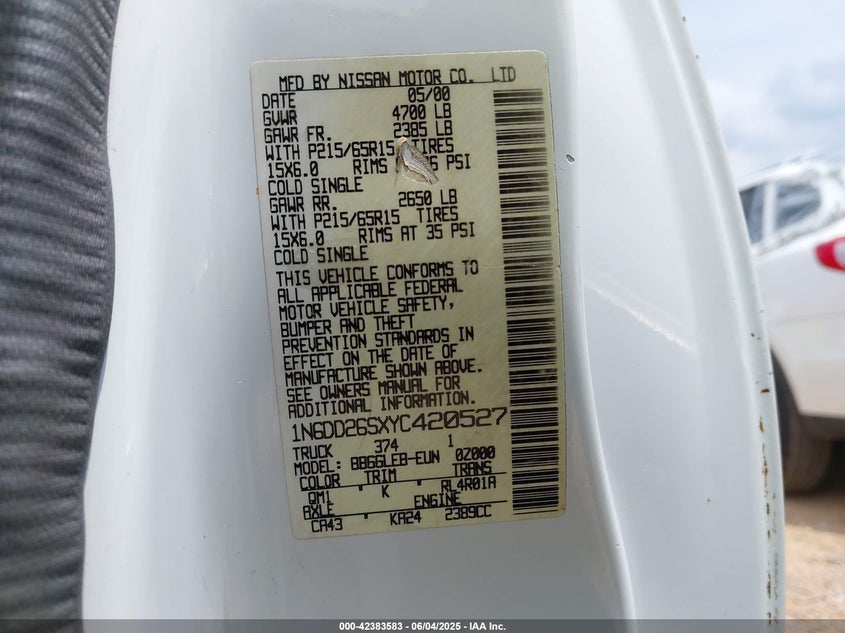 MFD BY NISSAN MOTOR CO. LTD
DATE 05/00
GVWR 4700 LB
GAWR FR. 2385 LB
WITH P215/65R15 TIRES
15X6.0 RIMS PSI
COLD SINGLE
GAWR RR. 2650 LB
WITH P215/65R15 TIRES
15X6.0 RIMS AT 35 PSI
COLD SINGLE
THIS VEHICLE CONFORMS TO
ALL APPLICABLE FEDERAL
MOTOR VEHICLE SAFETY,
BUMPER AND THEFT
PREVENTION STANDARDS IN
EFFECT ON THE DATE OF
MANUFACTURE SHOWN ABOVE.
SEE OWNERS MANUAL FOR
ADDITIONAL INFORMATION.
1N6DD26SXYC420527
TRUCK 374 1
MODEL: BBG6LEB-EUN 0Z000
COLOR TRIM TRANS
QM1 K RL4R01A
AXLE ENGINE
CA43 KA24 2389CC
000-42383583 / 06/04/2025 - IAA Inc.